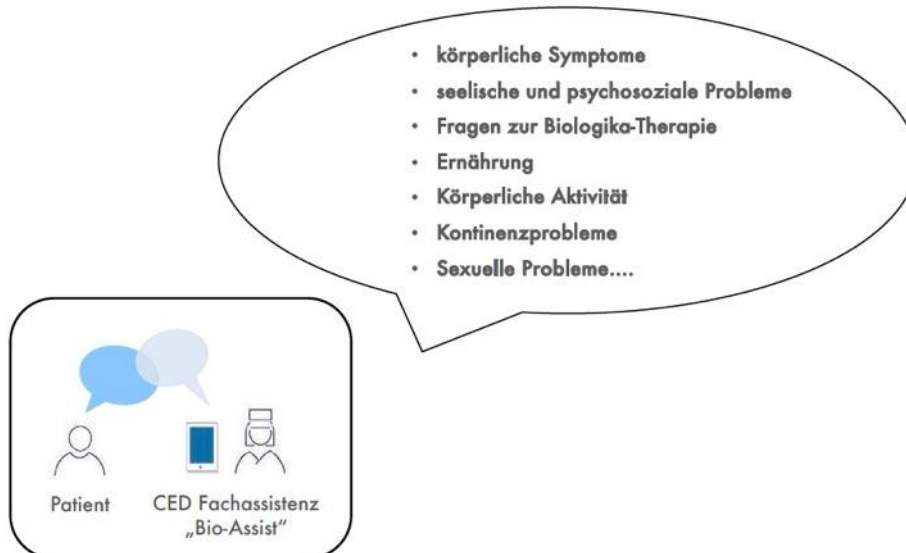 • körperliche Symptome
• seelische und psychosoziale Probleme
• Fragen zur Biologika-Therapie
• Ernährung
• Körperliche Aktivität
• Kontinenzprobleme
• Sexuelle Probleme....
Patient
CED Fachassistenz
„Bio-Assist“